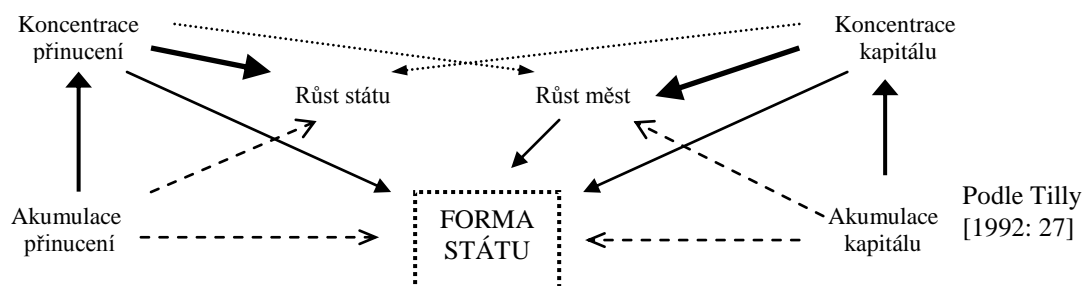 Koncentrace
přinucení
Koncentrace
kapitálu
Růst státu
Růst měst
Akumulace
přinucení
FORMA
STÁTU
Akumulace
kapitálu
Podle Tilly
[1992: 27]